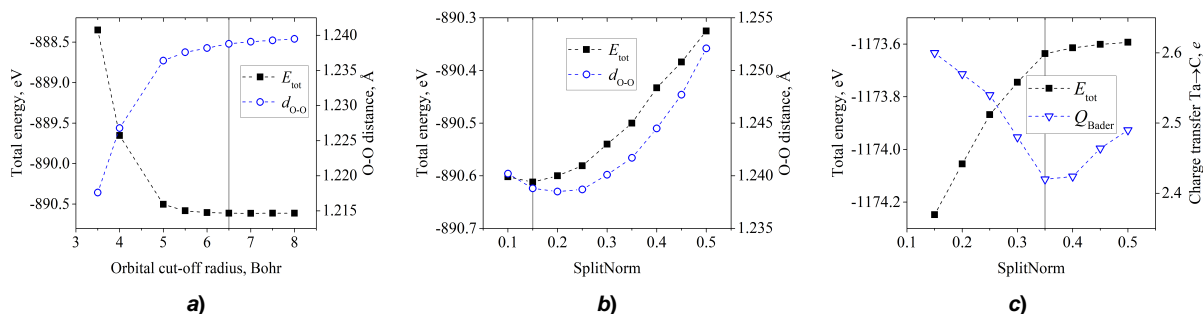 Total energy, eV
-888.5
-889.0
-889.5
-890.0
-890.5
3 4 5 6 7 8
Orbital cut-off radius, Bohr
1.240
1.235
1.230
1.225
1.220
1.215
O-O distance, Å
E_tot
d_O-O
a)
Total energy, eV
-890.3
-890.4
-890.5
-890.6
-890.7
0.1 0.2 0.3 0.4 0.5
SplitNorm
1.255
1.250
1.245
1.240
1.235
O-O distance, Å
E_tot
d_O-O
b)
Total energy, eV
-1173.6
-1173.8
-1174.0
-1174.2
0.1 0.2 0.3 0.4 0.5
SplitNorm
2.6
2.5
2.4
Charge transfer Ta→C, e
E_tot
Q_Bader
c)